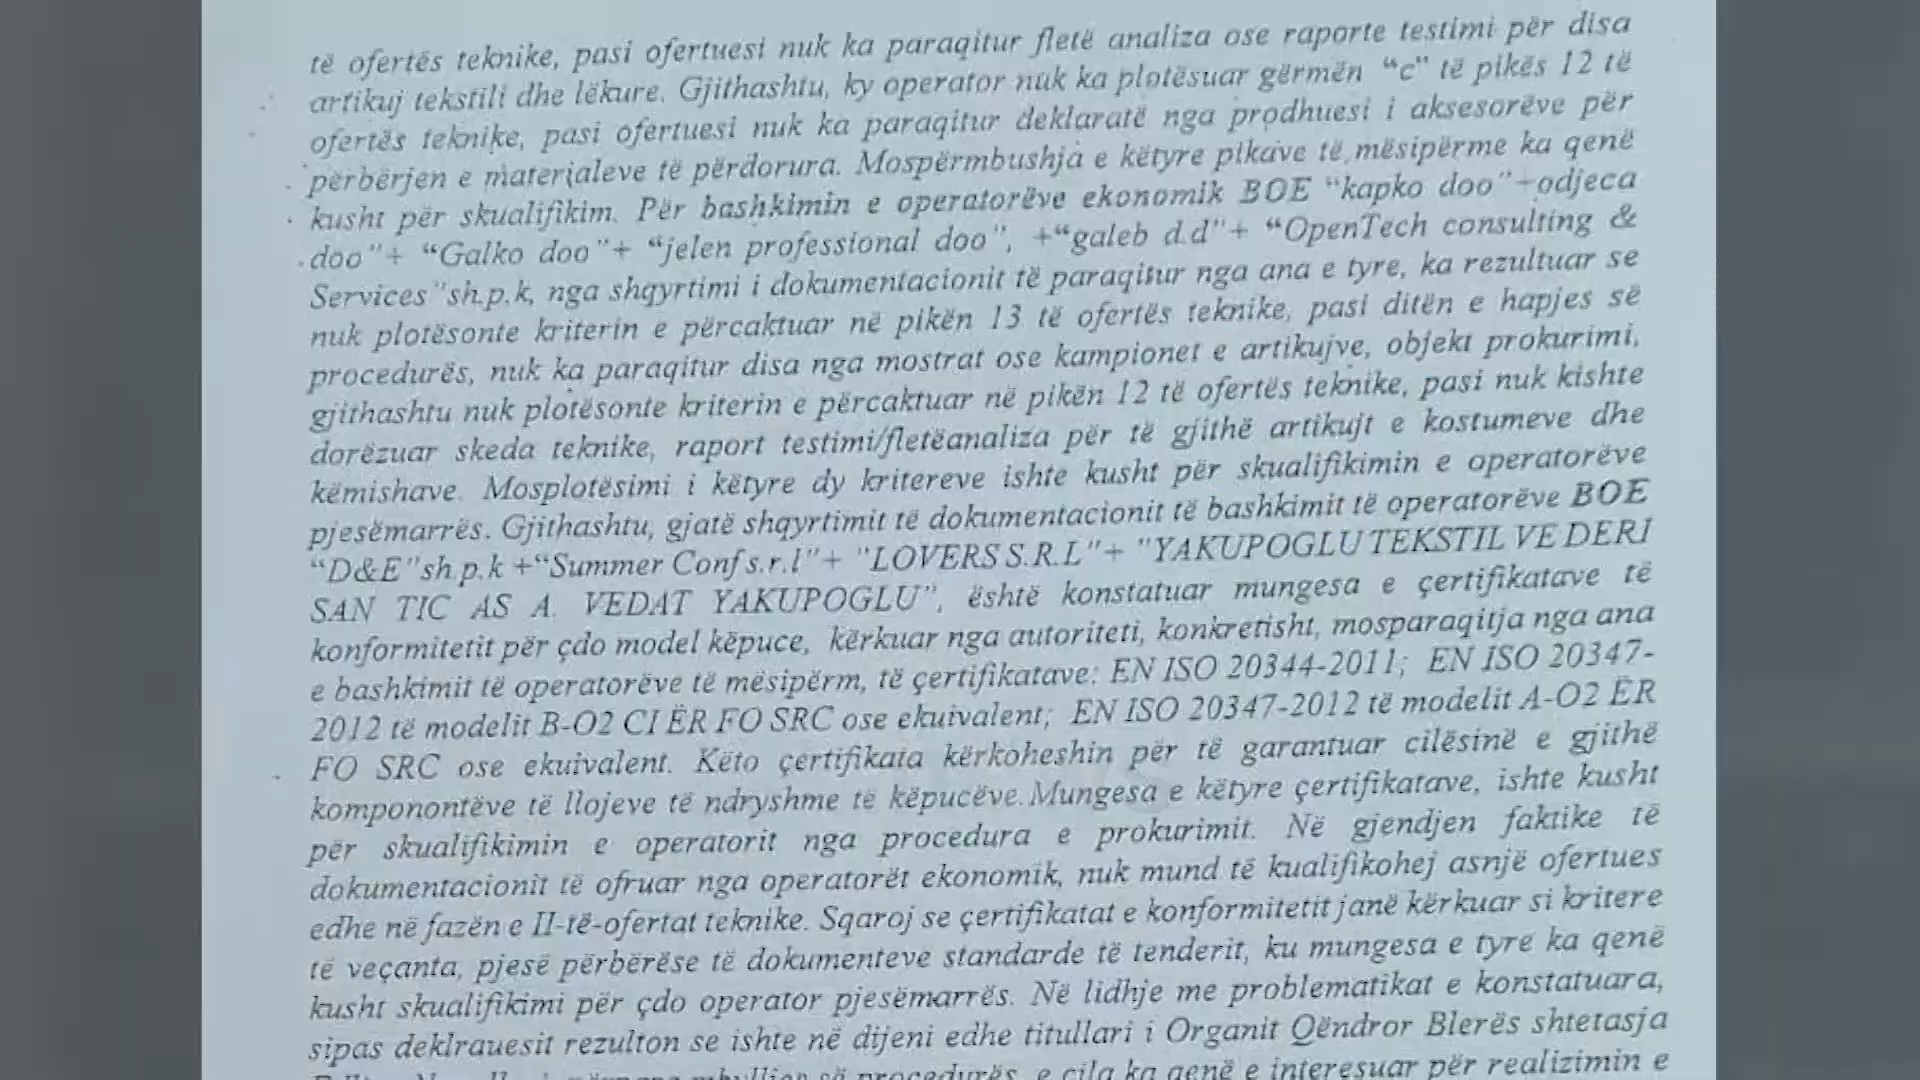 të ofertës teknike, pasi ofertuesi nuk ka paraqitur fletë analiza ose raporte testimi për disa
artikuj tekstili dhe lëkure. Gjithashtu, ky operator nuk ka plotësuar gërmën “c” të pikës 12 të
ofertës teknike, pasi ofertuesi nuk ka paraqitur deklaratë nga prodhuesi i aksesorëve për
përbërjen e materialeve të përdorura. Mospërmbushja e këtyre pikave të mësipërme ka qenë
kusht për skualifikim. Për bashkimin e operatorëve ekonomik BOE “kapko doo”+odjeca
doo”+ “Galko doo”+ “jelen professional doo”, +“galeb d.d”+ “OpenTech consulting &
Services”sh.p.k, nga shqyrtimi i dokumentacionit të paraqitur nga ana e tyre, ka rezultuar se
nuk plotësonte kriterin e përcaktuar në pikën 13 të ofertës teknike, pasi ditën e hapjes së
procedurës, nuk ka paraqitur disa nga mostrat ose kampionet e artikujve, objekt prokurimi,
gjithashtu nuk plotësonte kriterin e përcaktuar në pikën 12 të ofertës teknike, pasi nuk kishte
dorëzuar skeda teknike, raport testimi/fletëanaliza për të gjithë artikujt e kostumeve dhe
këmishave. Mosplotësimi i këtyre dy kritereve ishte kusht për skualifikimin e operatorëve
pjesëmarrës. Gjithashtu, gjatë shqyrtimit të dokumentacionit të bashkimit të operatorëve BOE
“D&E”sh.p.k +“Summer Conf s.r.l”+ "LOVERS S.R.L"+ "YAKUPOGLU TEKSTIL VE DERI
SAN TIC AS A. VEDAT YAKUPOGLU”, është konstatuar mungesa e çertifikatave të
konformitetit për çdo model këpuce, kërkuar nga autoriteti, konkretisht, mosparaqitja nga ana
e bashkimit të operatorëve të mësipërm, të çertifikatave: EN ISO 20344-2011; EN ISO 20347-
2012 të modelit B-O2 CI ËR FO SRC ose ekuivalent; EN ISO 20347-2012 të modelit A-O2 ËR
FO SRC ose ekuivalent. Këto çertifikata kërkoheshin për të garantuar cilësinë e gjithë
komponontëve të llojeve të ndryshme të këpucëve. Mungesa e këtyre çertifikatave, ishte kusht
për skualifikimin e operatorit nga procedura e prokurimit. Në gjendjen faktike të
dokumentacionit të ofruar nga operatorët ekonomik, nuk mund të kualifikohej asnjë ofertues
edhe në fazën e II-të-ofertat teknike. Sqaroj se çertifikatat e konformitetit janë kërkuar si kritere
të veçanta, pjesë përbërëse të dokumenteve standarde të tenderit, ku mungesa e tyre ka qenë
kusht skualifikimi për çdo operator pjesëmarrës. Në lidhje me problematikat e konstatuara,
sipas deklrauesit rezulton se ishte në dijeni edhe titullari i Organit Qëndror Blerës shtetasja
procedurës, e cila ka qenë e interesuar për realizimin e